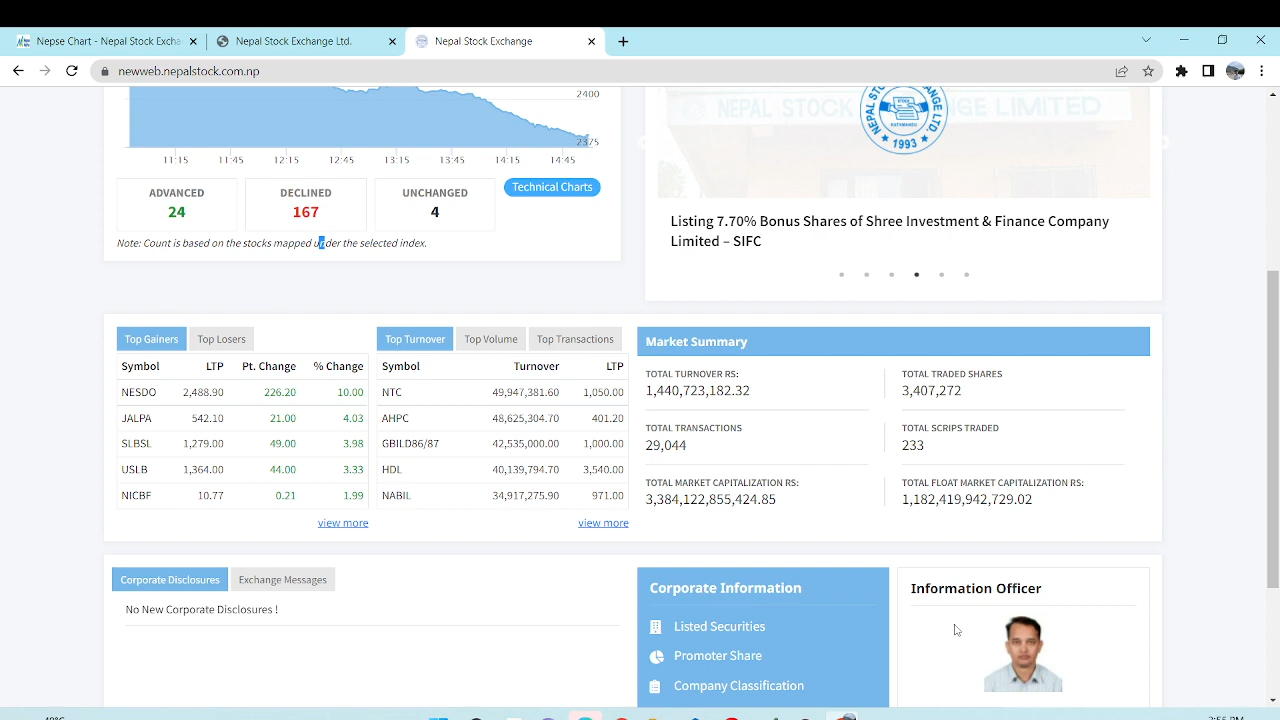 Nepse Chart - Nepal Stock Excha
Nepal Stock Exchange Ltd.
Nepal Stock Exchange
newweb.nepalstock.com.np
2400
2375
11:15 11:45 12:15 12:45 13:15 13:45 14:15 14:45
ADVANCED
24
DECLINED
167
UNCHANGED
4
Technical Charts
Note: Count is based on the stocks mapped under the selected index.
NEPAL STOCK EXCHANGE LIMITED
NEPAL STOCK EXCHANGE LTD.
1993
Listing 7.70% Bonus Shares of Shree Investment & Finance Company
Limited – SIFC
Top Gainers Top Losers
Symbol LTP Pt. Change % Change
NESDO 2,488.90 226.20 10.00
JALPA 542.10 21.00 4.03
SLBSL 1,279.00 49.00 3.98
USLB 1,364.00 44.00 3.33
NICBF 10.77 0.21 1.99
view more
Top Turnover Top Volume Top Transactions
Symbol Turnover LTP
NTC 49,947,381.60 1,050.00
AHPC 48,625,304.70 401.20
GBILD86/87 42,535,000.00 1,000.00
HDL 40,139,794.70 3,540.00
NABIL 34,917,275.90 971.00
view more
Market Summary
TOTAL TURNOVER RS:
1,440,723,182.32
TOTAL TRADED SHARES
3,407,272
TOTAL TRANSACTIONS
29,044
TOTAL SCRIPS TRADED
233
TOTAL MARKET CAPITALIZATION RS:
3,384,122,855,424.85
TOTAL FLOAT MARKET CAPITALIZATION RS:
1,182,419,942,729.02
Corporate Disclosures Exchange Messages
No New Corporate Disclosures !
Corporate Information
Listed Securities
Promoter Share
Company Classification
Information Officer